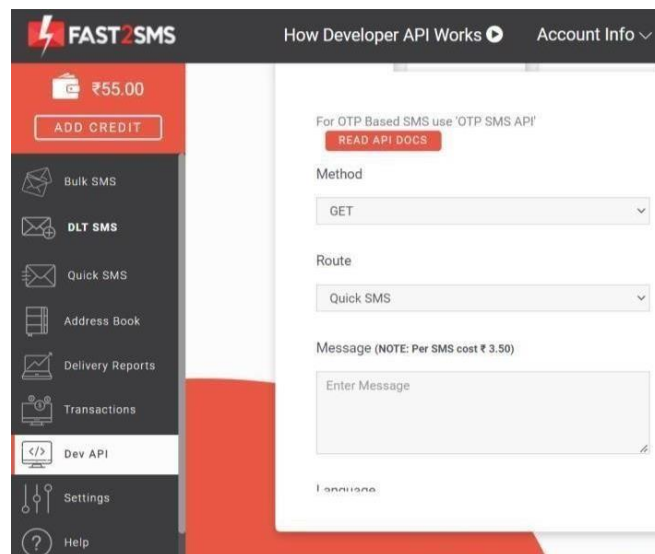 FAST2SMS
How Developer API Works
Account Info
₹55.00
ADD CREDIT
Bulk SMS
DLT SMS
Quick SMS
Address Book
Delivery Reports
Transactions
</> Dev API
Settings
? Help
For OTP Based SMS use 'OTP SMS API'
READ API DOCS
Method
GET
Route
Quick SMS
Message (NOTE: Per SMS cost ₹ 3.50)
Enter Message
Language